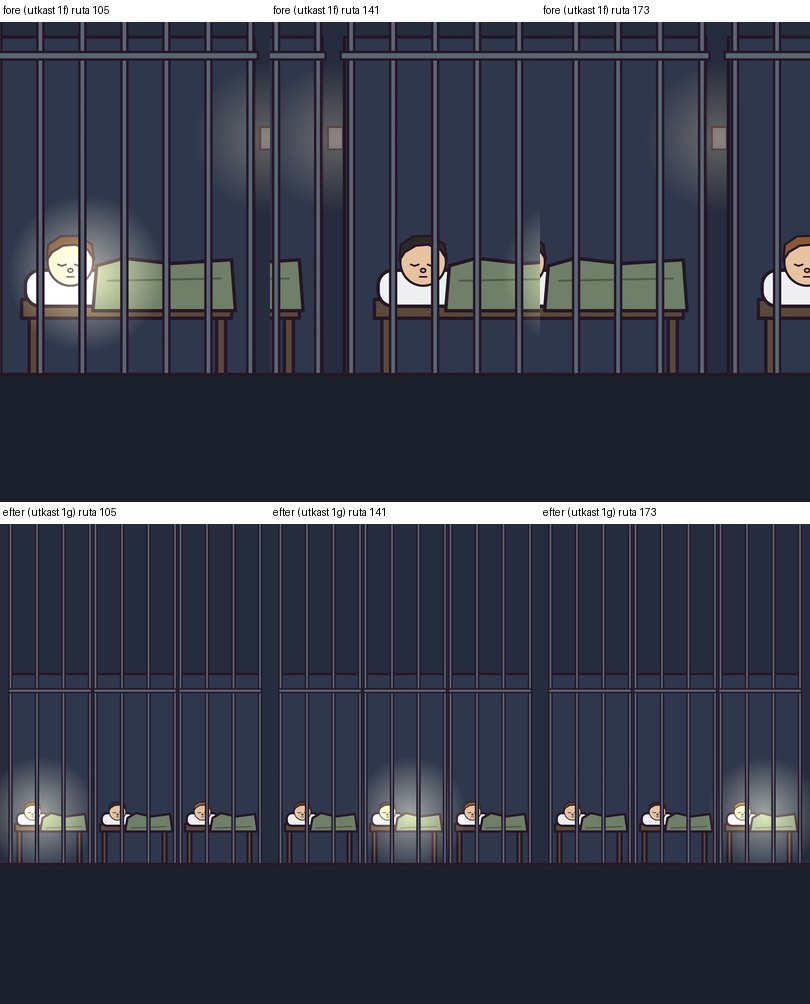 fore (utkast 1f) ruta 105
fore (utkast 1f) ruta 141
fore (utkast 1f) ruta 173
efter (utkast 1g) ruta 105
efter (utkast 1g) ruta 141
efter (utkast 1g) ruta 173